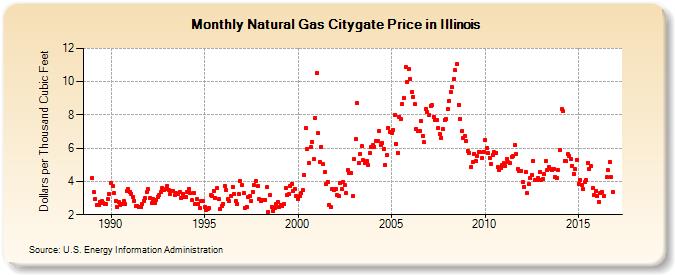 Monthly Natural Gas Citygate Price in Illinois
Dollars per Thousand Cubic Feet
12
10
8
6
4
2
1990 1995 2000 2005 2010 2015
Source: U.S. Energy Information Administration